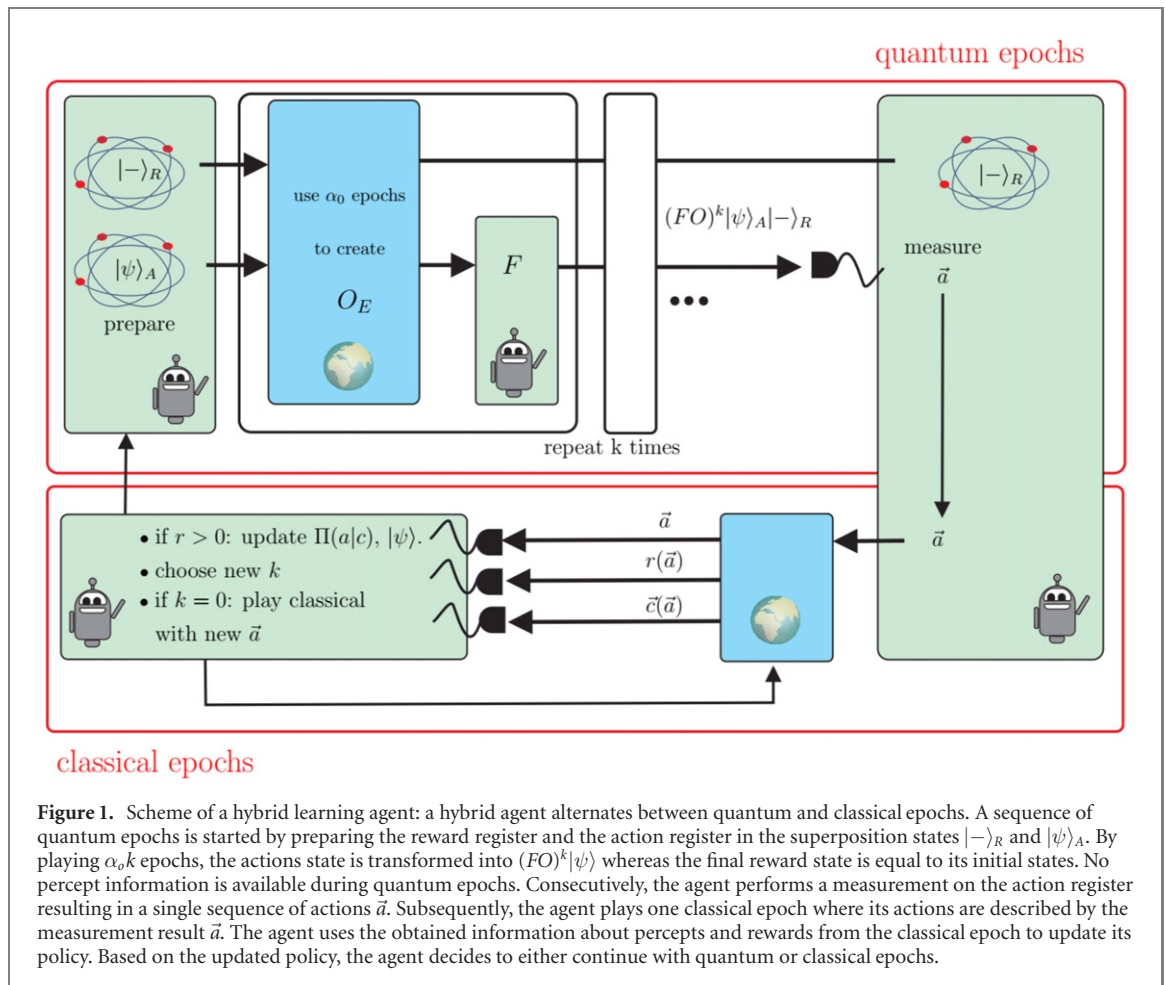 quantum epochs
|−⟩_R
|ψ⟩_A
prepare
use α₀ epochs
to create
O_E
F
repeat k times
(FO)^k|ψ⟩_A|−⟩_R
•••
|−⟩_R
measure
a⃗
a⃗
a⃗
r(a⃗)
c⃗(a⃗)
• if r > 0: update Π(a|c), |ψ⟩.
• choose new k
• if k = 0: play classical
with new a⃗
classical epochs
Figure 1. Scheme of a hybrid learning agent: a hybrid agent alternates between quantum and classical epochs. A sequence of
quantum epochs is started by preparing the reward register and the action register in the superposition states |−⟩_R and |ψ⟩_A. By
playing α_o k epochs, the actions state is transformed into (FO)^k|ψ⟩ whereas the final reward state is equal to its initial states. No
percept information is available during quantum epochs. Consecutively, the agent performs a measurement on the action register
resulting in a single sequence of actions a⃗. Subsequently, the agent plays one classical epoch where its actions are described by the
measurement result a⃗. The agent uses the obtained information about percepts and rewards from the classical epoch to update its
policy. Based on the updated policy, the agent decides to either continue with quantum or classical epochs.